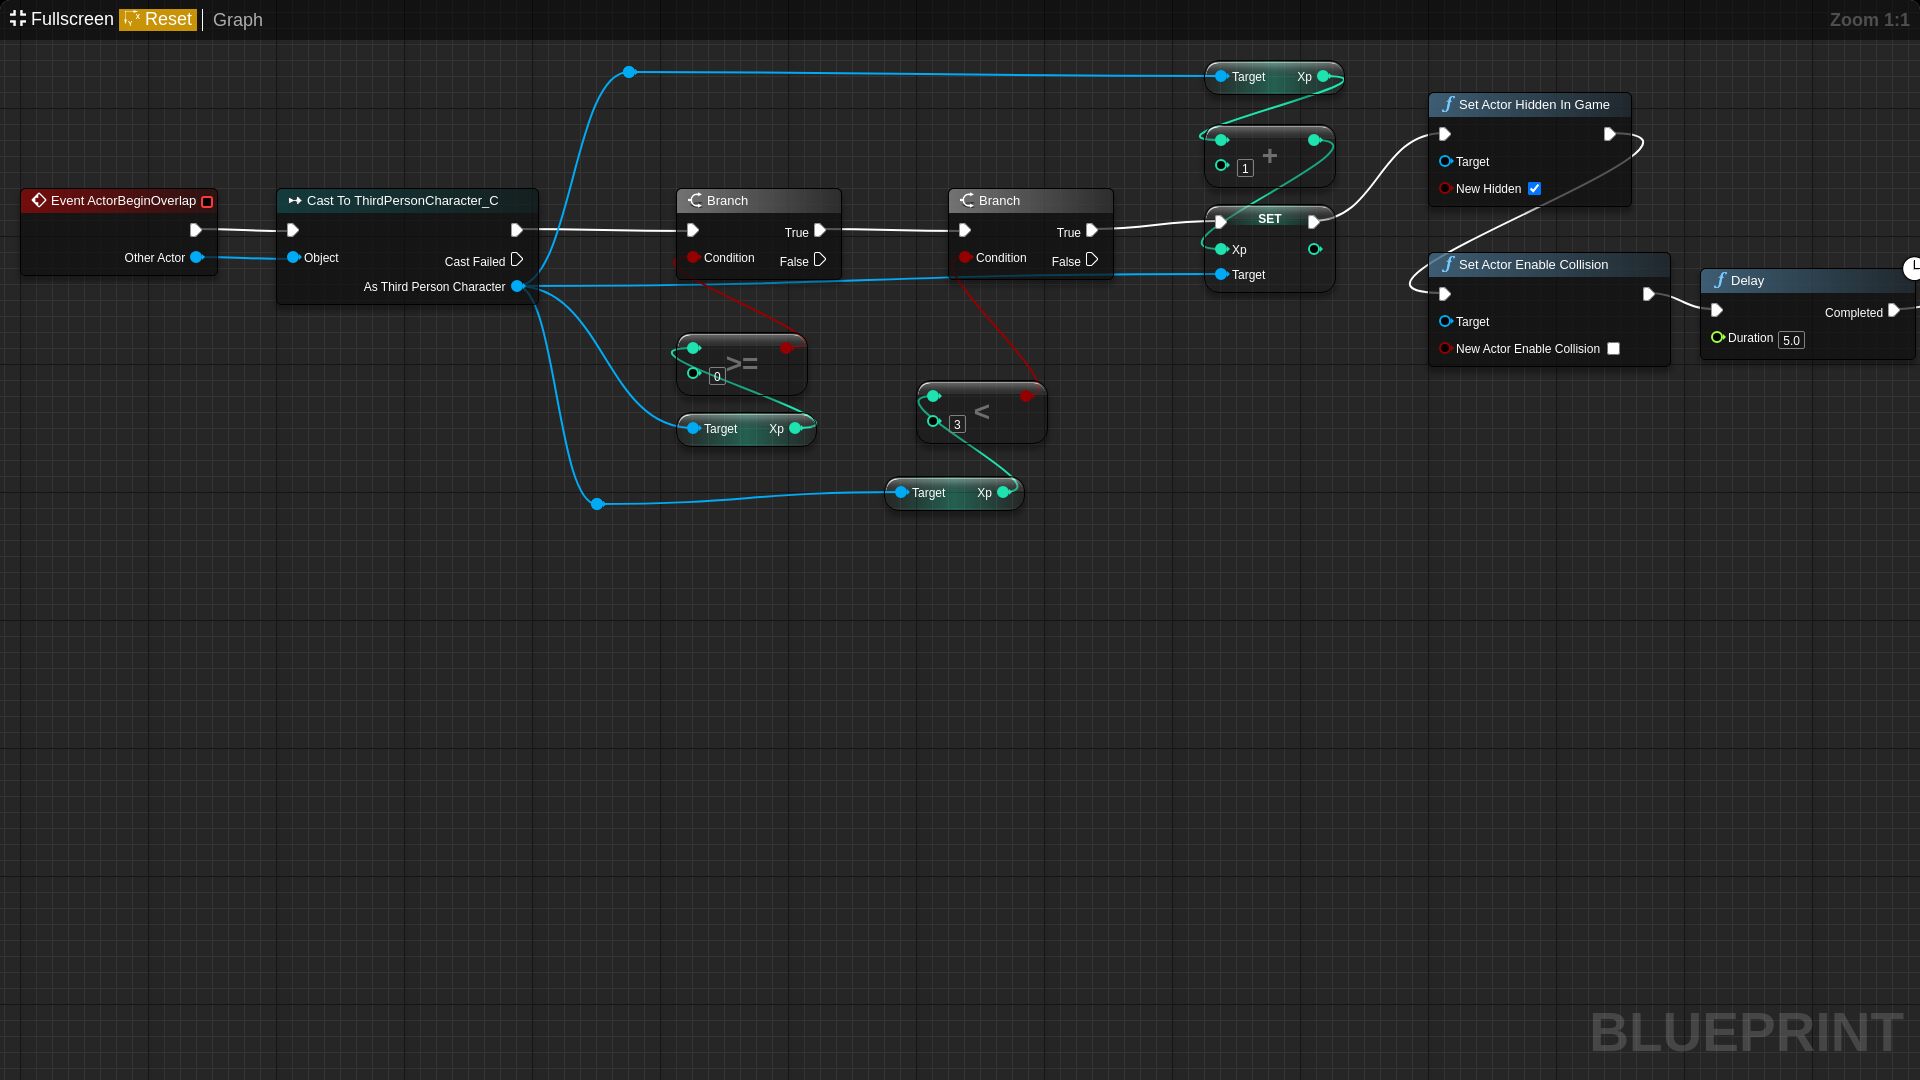 Fullscreen Reset Graph
Zoom 1:1
Event ActorBeginOverlap
Other Actor
Cast To ThirdPersonCharacter_C
Object
Cast Failed
As Third Person Character
Branch
True
Condition
False
>=
0
Target Xp
Branch
True
Condition
False
<
3
Target Xp
Target Xp
+
1
SET
Xp
Target
Set Actor Hidden In Game
Target
New Hidden
Set Actor Enable Collision
Target
New Actor Enable Collision
Delay
Completed
Duration 5.0
BLUEPRINT